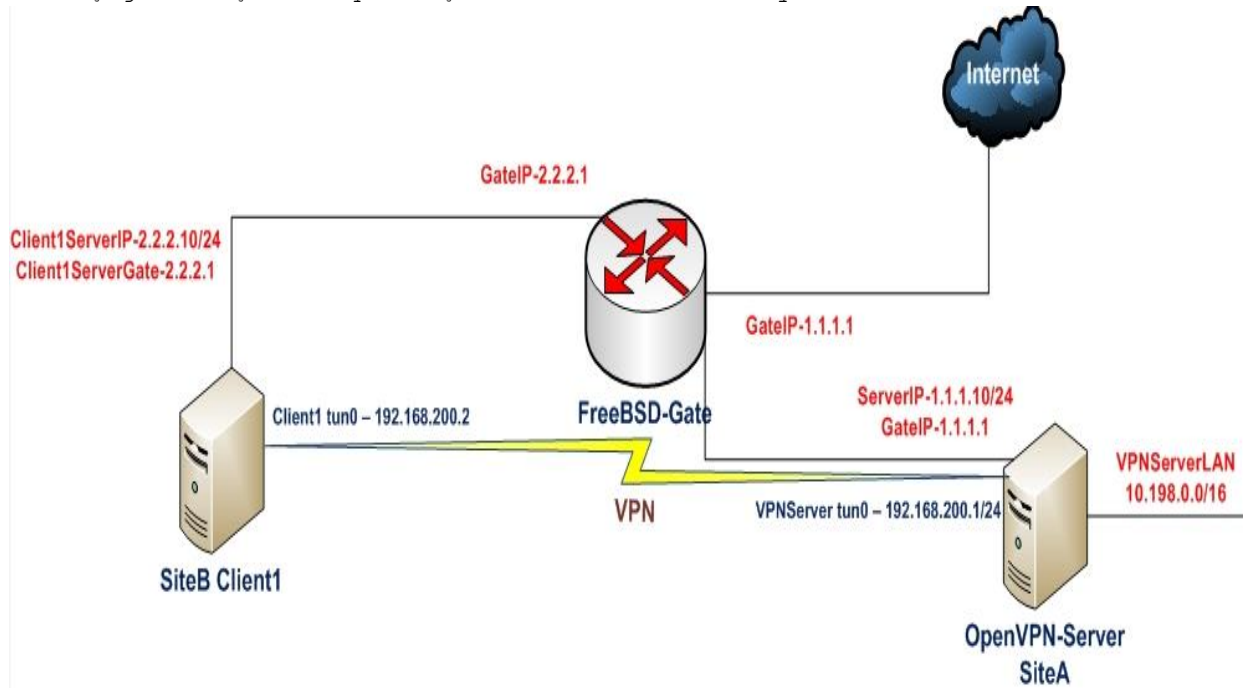 Internet
GateIP-2.2.2.1
Client1ServerIP-2.2.2.10/24
Client1ServerGate-2.2.2.1
GateIP-1.1.1.1
FreeBSD-Gate
ServerIP-1.1.1.10/24
GateIP-1.1.1.1
Client1 tun0 – 192.168.200.2
VPNServerLAN
10.198.0.0/16
VPN
VPNServer tun0 – 192.168.200.1/24
SiteB Client1
OpenVPN-Server
SiteA